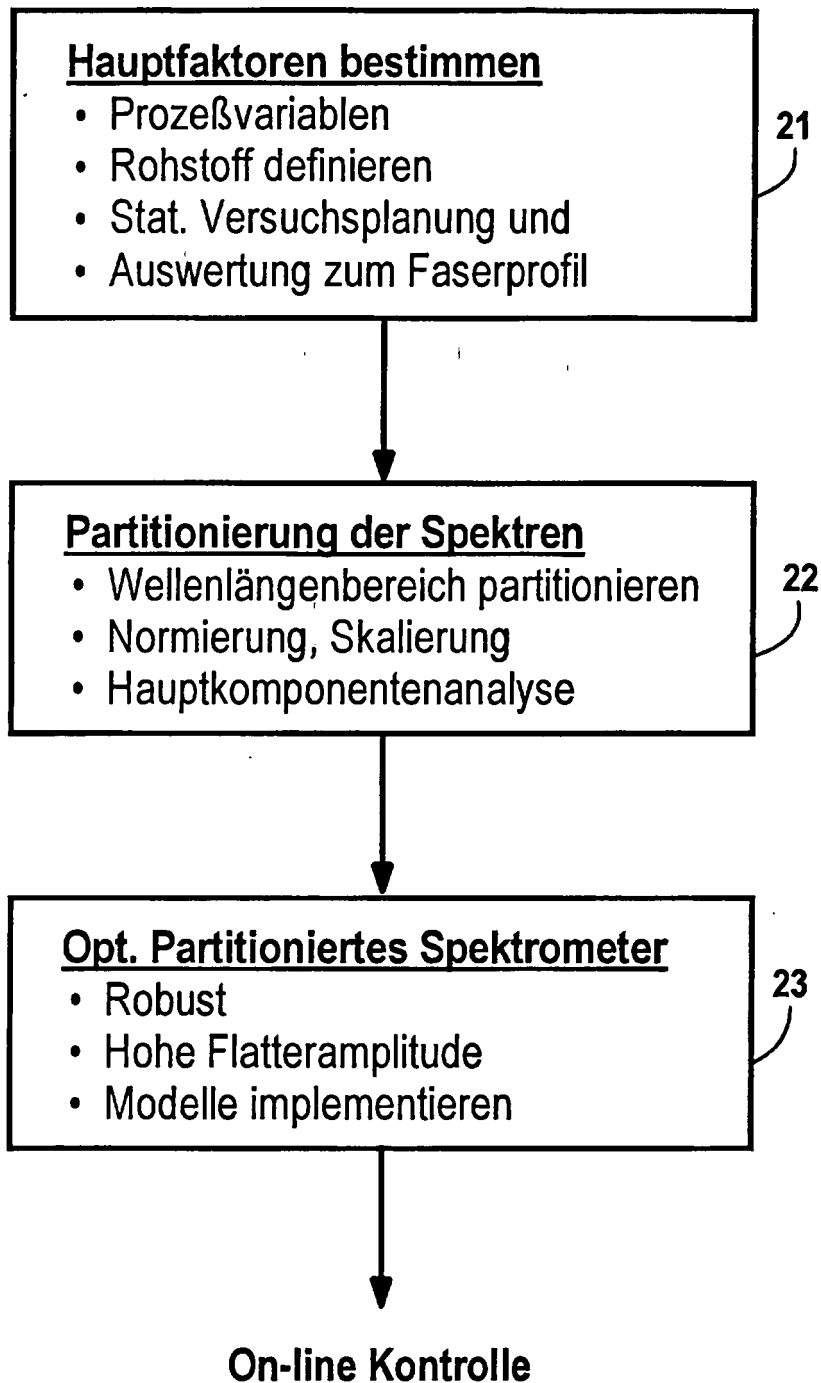 Hauptfaktoren bestimmen
• Prozeßvariablen
• Rohstoff definieren
• Stat. Versuchsplanung und
• Auswertung zum Faserprofil
21
Partitionierung der Spektren
• Wellenlängenbereich partitionieren
• Normierung, Skalierung
• Hauptkomponentenanalyse
22
Opt. Partitioniertes Spektrometer
• Robust
• Hohe Flatteramplitude
• Modelle implementieren
23
On-line Kontrolle